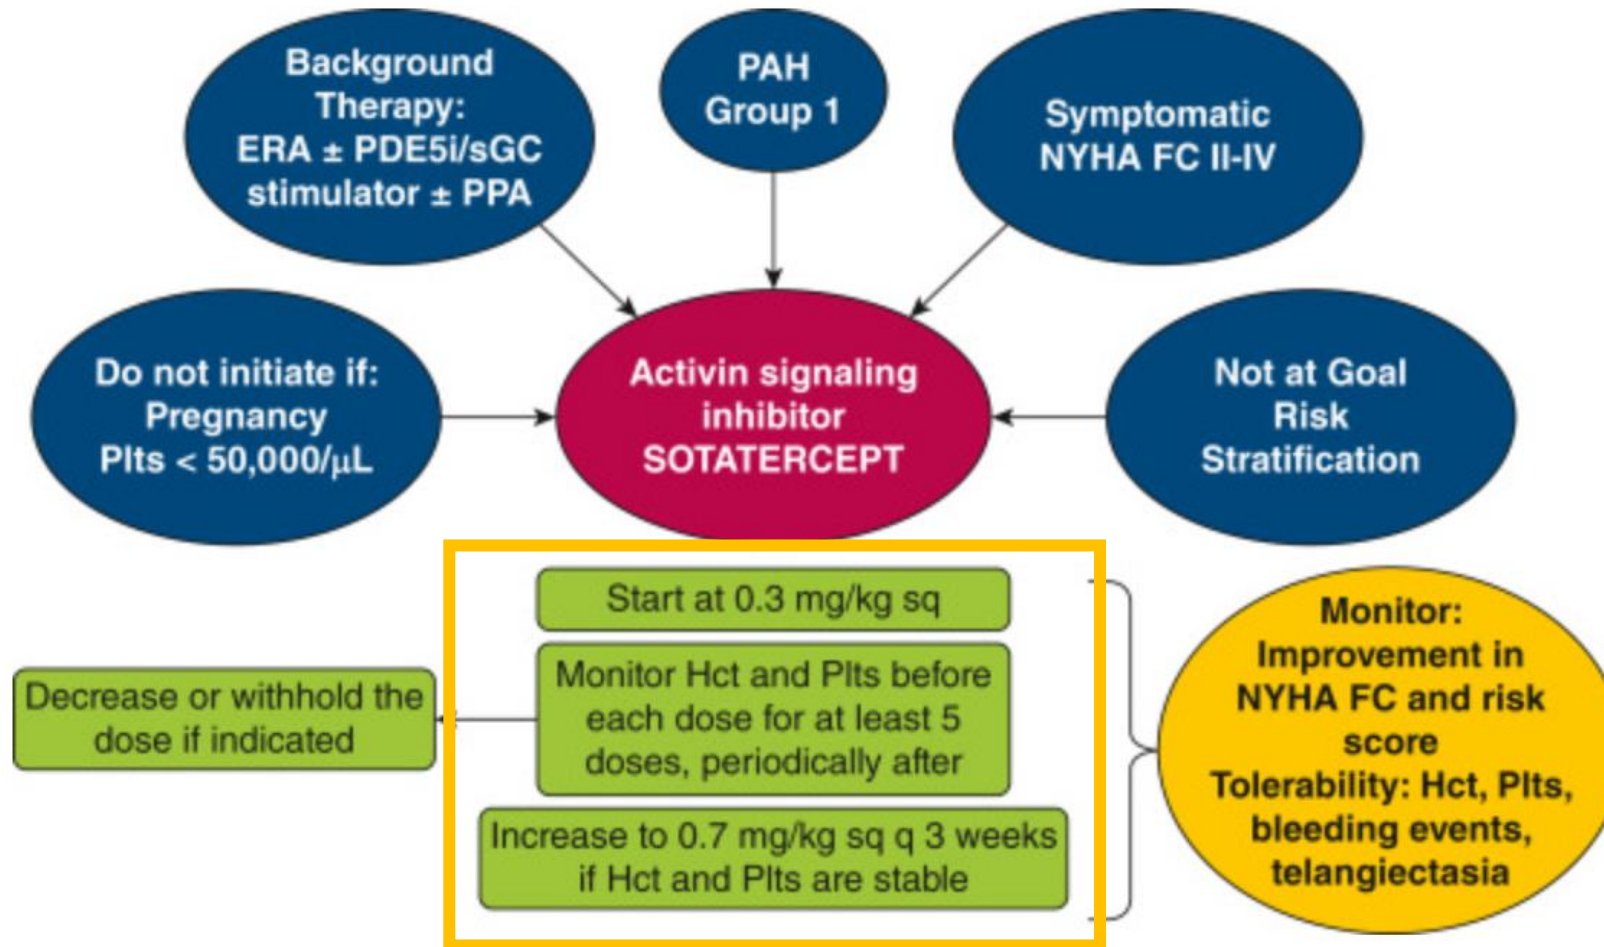 Background
Therapy:
ERA ± PDE5i/sGC
stimulator ± PPA
PAH
Group 1
Symptomatic
NYHA FC II-IV
Do not initiate if:
Pregnancy
Plts < 50,000/μL
Activin signaling
inhibitor
SOTATERCEPT
Not at Goal
Risk
Stratification
Start at 0.3 mg/kg sq
Monitor Hct and Plts before
each dose for at least 5
doses, periodically after
Decrease or withhold the
dose if indicated
Increase to 0.7 mg/kg sq q 3 weeks
if Hct and Plts are stable
Monitor:
Improvement in
NYHA FC and risk
score
Tolerability: Hct, Plts,
bleeding events,
telangiectasia